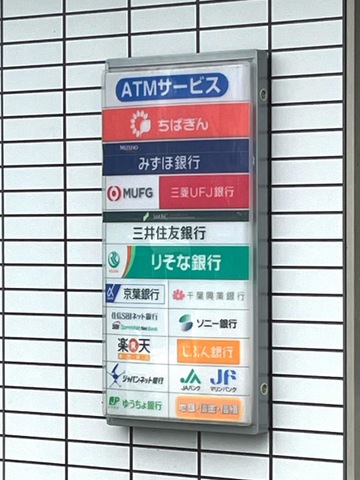 ATMサービス
ちばぎん
MIZUHO
みずほ銀行
MUFG 三菱UFJ銀行
SMBC
三井住友銀行
りそな銀行
京葉銀行 千葉興業銀行
住信SBIネット銀行 ソニー銀行
楽天 じぶん銀行
ジャパンネット銀行 JAバンク マリンバンク
JP ゆうちょ銀行